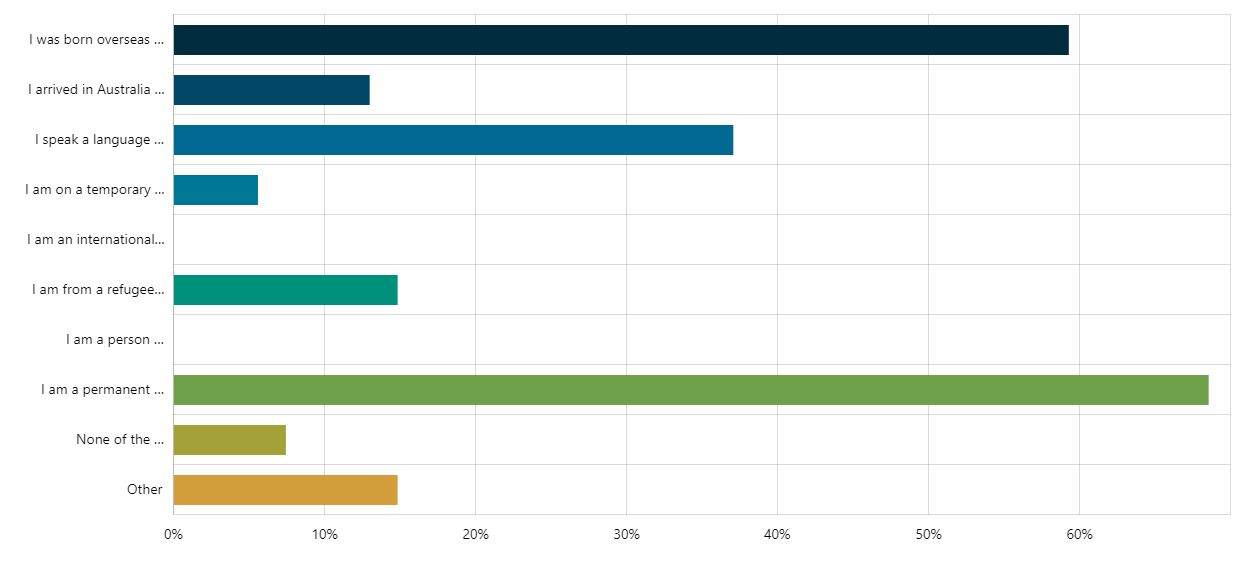 I was born overseas ...
I arrived in Australia ...
I speak a language ...
I am on a temporary ...
I am an international...
I am from a refugee...
I am a person ...
I am a permanent ...
None of the ...
Other
0% 10% 20% 30% 40% 50% 60%